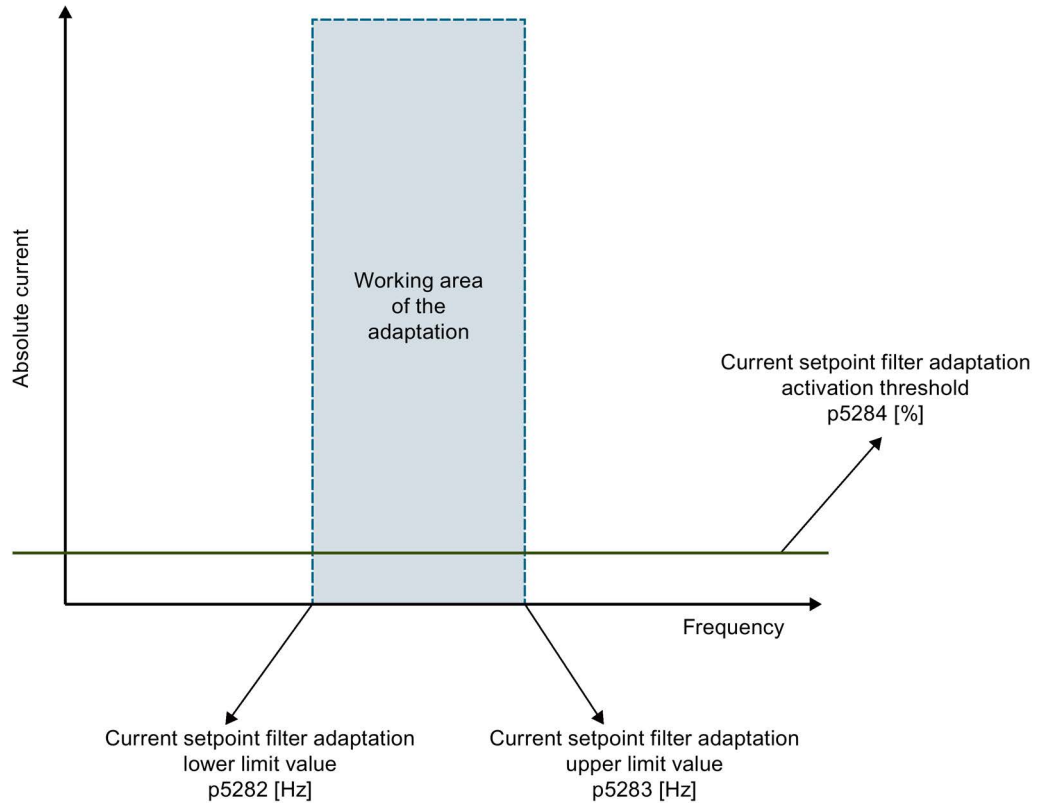 Absolute current
Working area
of the
adaptation
Current setpoint filter adaptation
activation threshold
p5284 [%]
Frequency
Current setpoint filter adaptation
lower limit value
p5282 [Hz]
Current setpoint filter adaptation
upper limit value
p5283 [Hz]